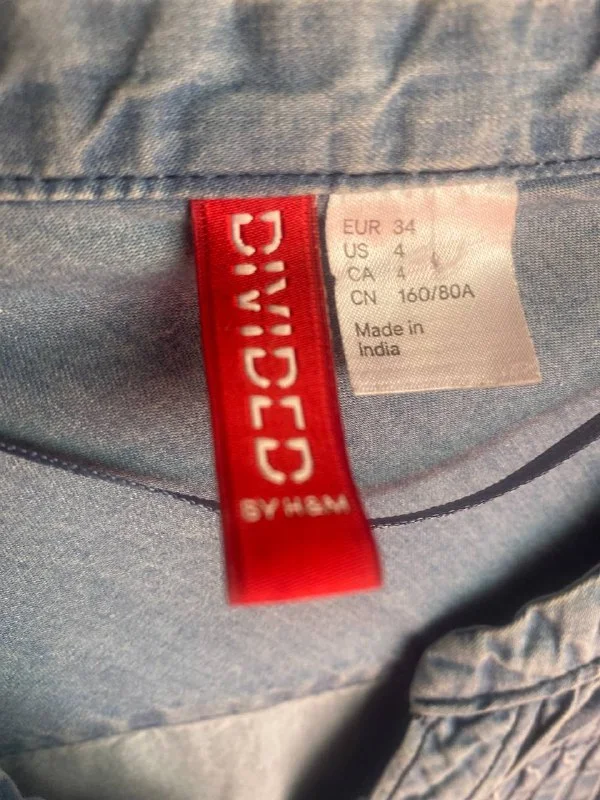 DIVIDED
BY H&M
EUR 34
US 4
CA 4
CN 160/80A
Made in
India